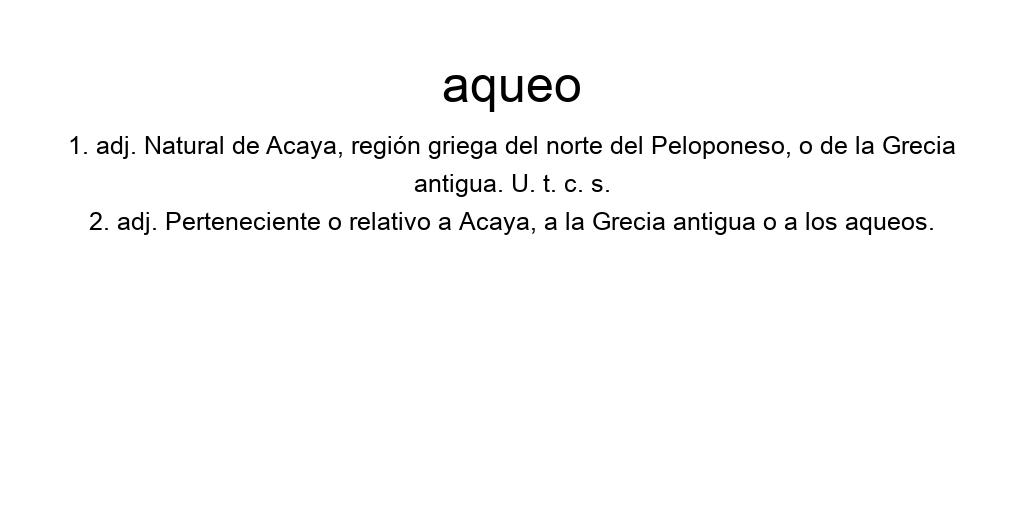 aqueo
1. adj. Natural de Acaya, región griega del norte del Peloponeso, o de la Grecia
antigua. U. t. c. s.
2. adj. Perteneciente o relativo a Acaya, a la Grecia antigua o a los aqueos.